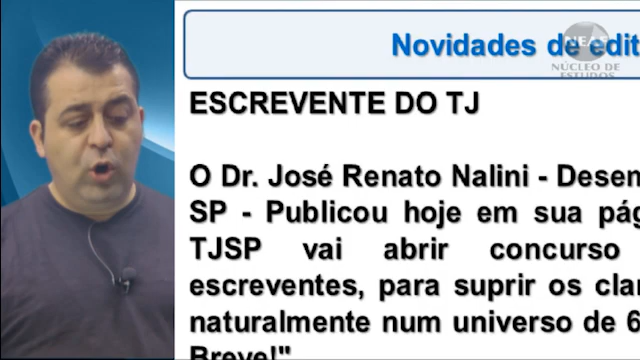 Novidades de edit
NEAF
NÚCLEO DE
ESTUDOS
ESCREVENTE DO TJ
O Dr. José Renato Nalini - Desen
SP - Publicou hoje em sua pág
TJSP vai abrir concurso
escreventes, para suprir os clar
naturalmente num universo de 6
Breve!"